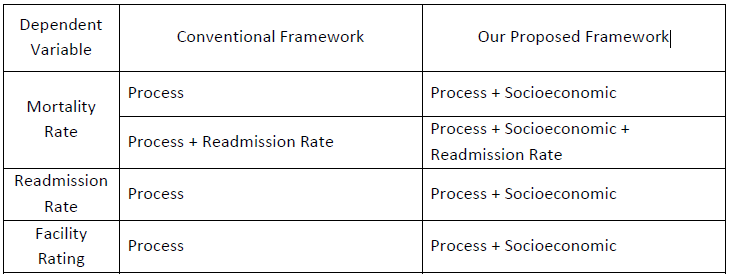 Dependent
Variable
Conventional Framework
Our Proposed Framework
Mortality
Rate
Process
Process + Socioeconomic
Process + Readmission Rate
Process + Socioeconomic +
Readmission Rate
Readmission
Rate
Process
Process + Socioeconomic
Facility
Rating
Process
Process + Socioeconomic